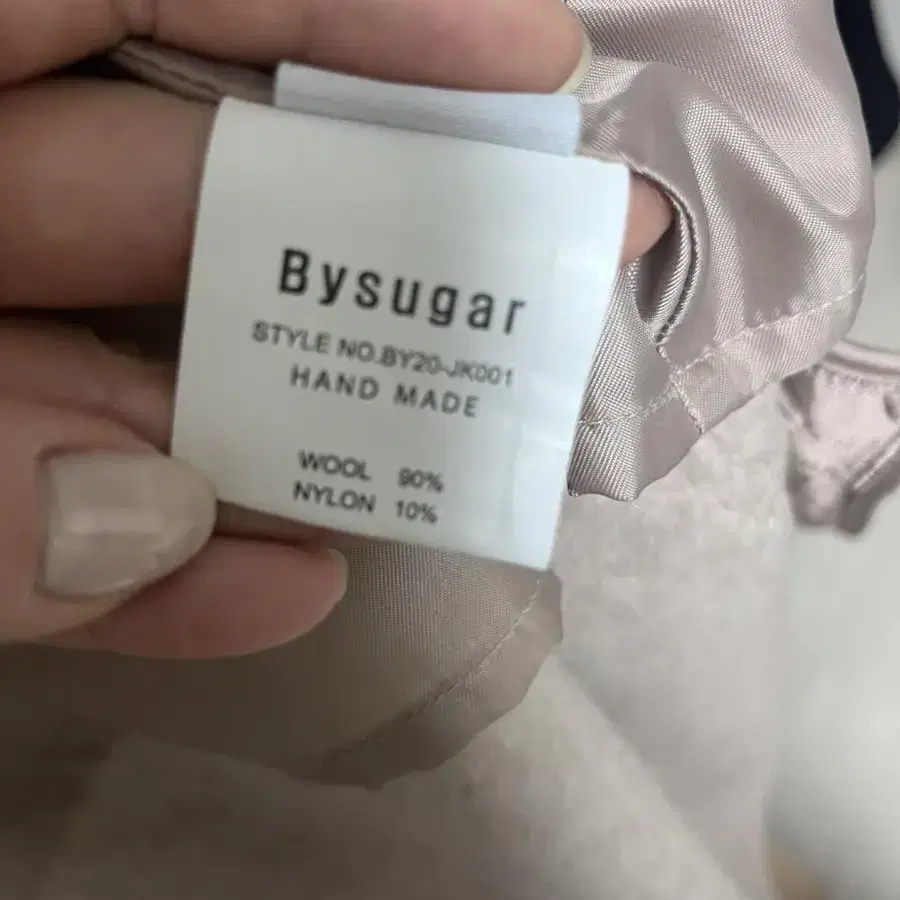 Bysugar
STYLE NO.BY20-JK001
HAND MADE
WOOL 90%
NYLON 10%